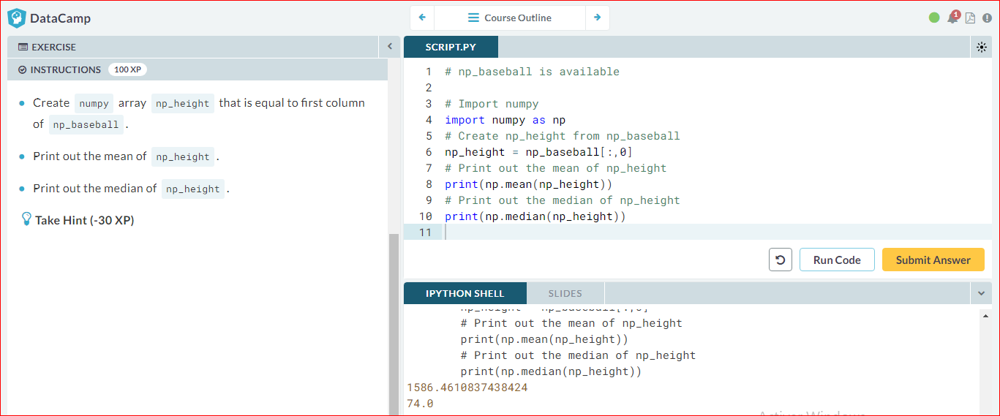 DataCamp
Course Outline
1
EXERCISE
INSTRUCTIONS 100 XP
Create numpy array np_height that is equal to first column
of np_baseball .
Print out the mean of np_height .
Print out the median of np_height .
Take Hint (-30 XP)
SCRIPT.PY
1 # np_baseball is available
2
3 # Import numpy
4 import numpy as np
5 # Create np_height from np_baseball
6 np_height = np_baseball[:,0]
7 # Print out the mean of np_height
8 print(np.mean(np_height))
9 # Print out the median of np_height
10 print(np.median(np_height))
11
Run Code
Submit Answer
IPYTHON SHELL
SLIDES
np_height = np_baseball[:,0]
# Print out the mean of np_height
print(np.mean(np_height))
# Print out the median of np_height
print(np.median(np_height))
1586.4610837438424
74.0
Activer Windows